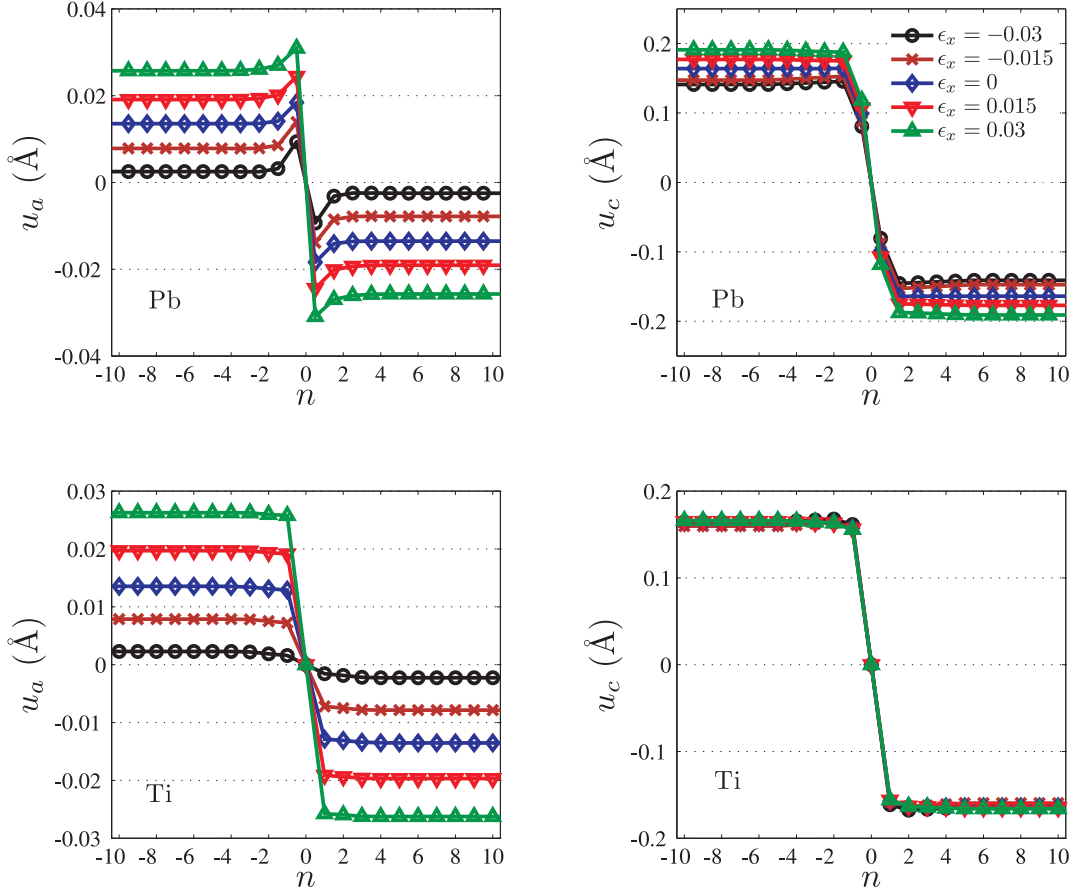 0.04
0.02
0
-0.02
-0.04
u_a (Å)
Pb
-10 -8 -6 -4 -2 0 2 4 6 8 10
n
0.2
0.1
0
-0.1
-0.2
u_c (Å)
ϵ_x = −0.03
ϵ_x = −0.015
ϵ_x = 0
ϵ_x = 0.015
ϵ_x = 0.03
Pb
-10 -8 -6 -4 -2 0 2 4 6 8 10
n
0.03
0.02
0.01
0
-0.01
-0.02
-0.03
u_a (Å)
Ti
-10 -8 -6 -4 -2 0 2 4 6 8 10
n
0.2
0.1
0
-0.1
-0.2
u_c (Å)
Ti
-10 -8 -6 -4 -2 0 2 4 6 8 10
n